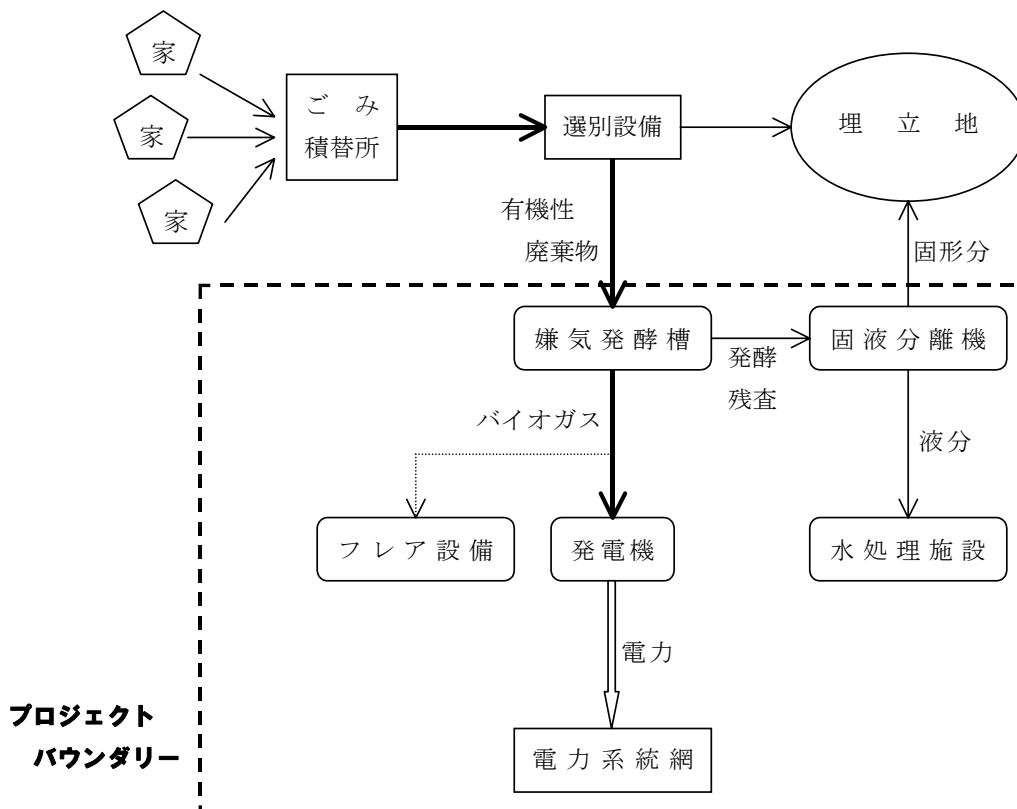 家
家
家
ごみ
積替所
選別設備
埋立地
有機性
廃棄物
固形分
嫌気発酵槽
固液分離機
発酵
残査
バイオガス
液分
フレア設備
発電機
水処理施設
電力
電力系統網
プロジェクト
バウンダリー